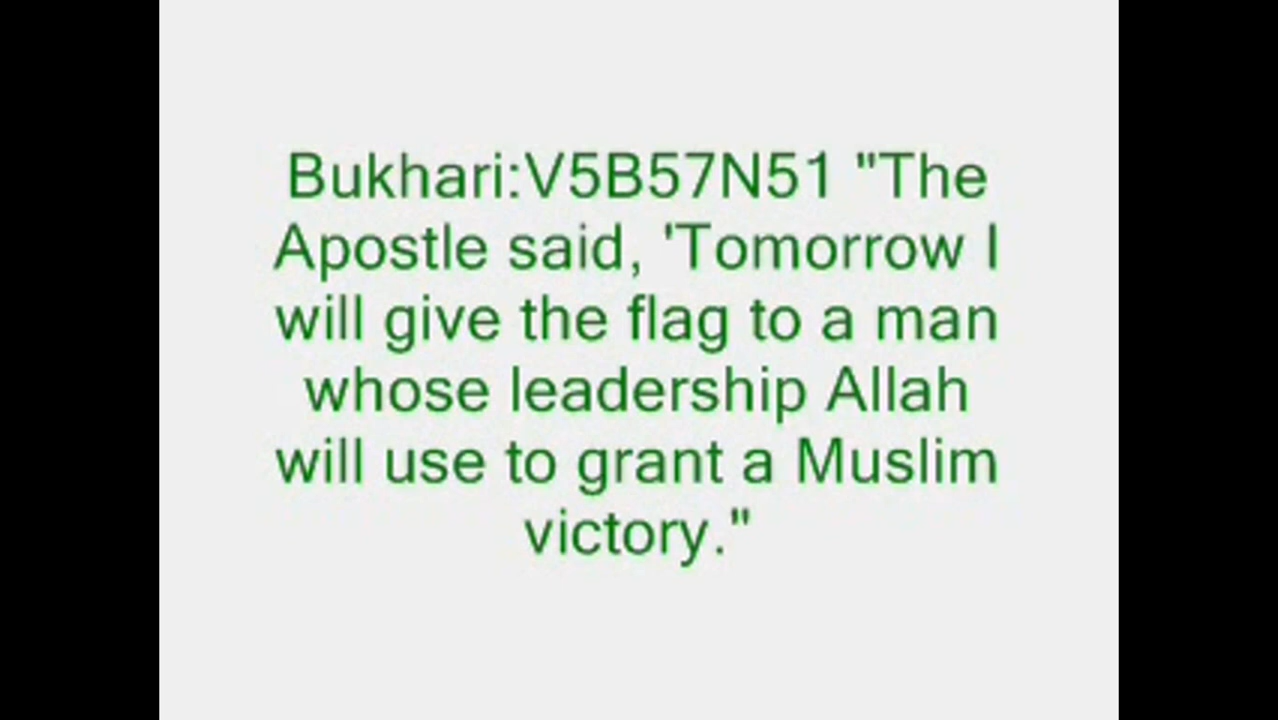 Bukhari:V5B57N51 "The
Apostle said, 'Tomorrow I
will give the flag to a man
whose leadership Allah
will use to grant a Muslim
victory."